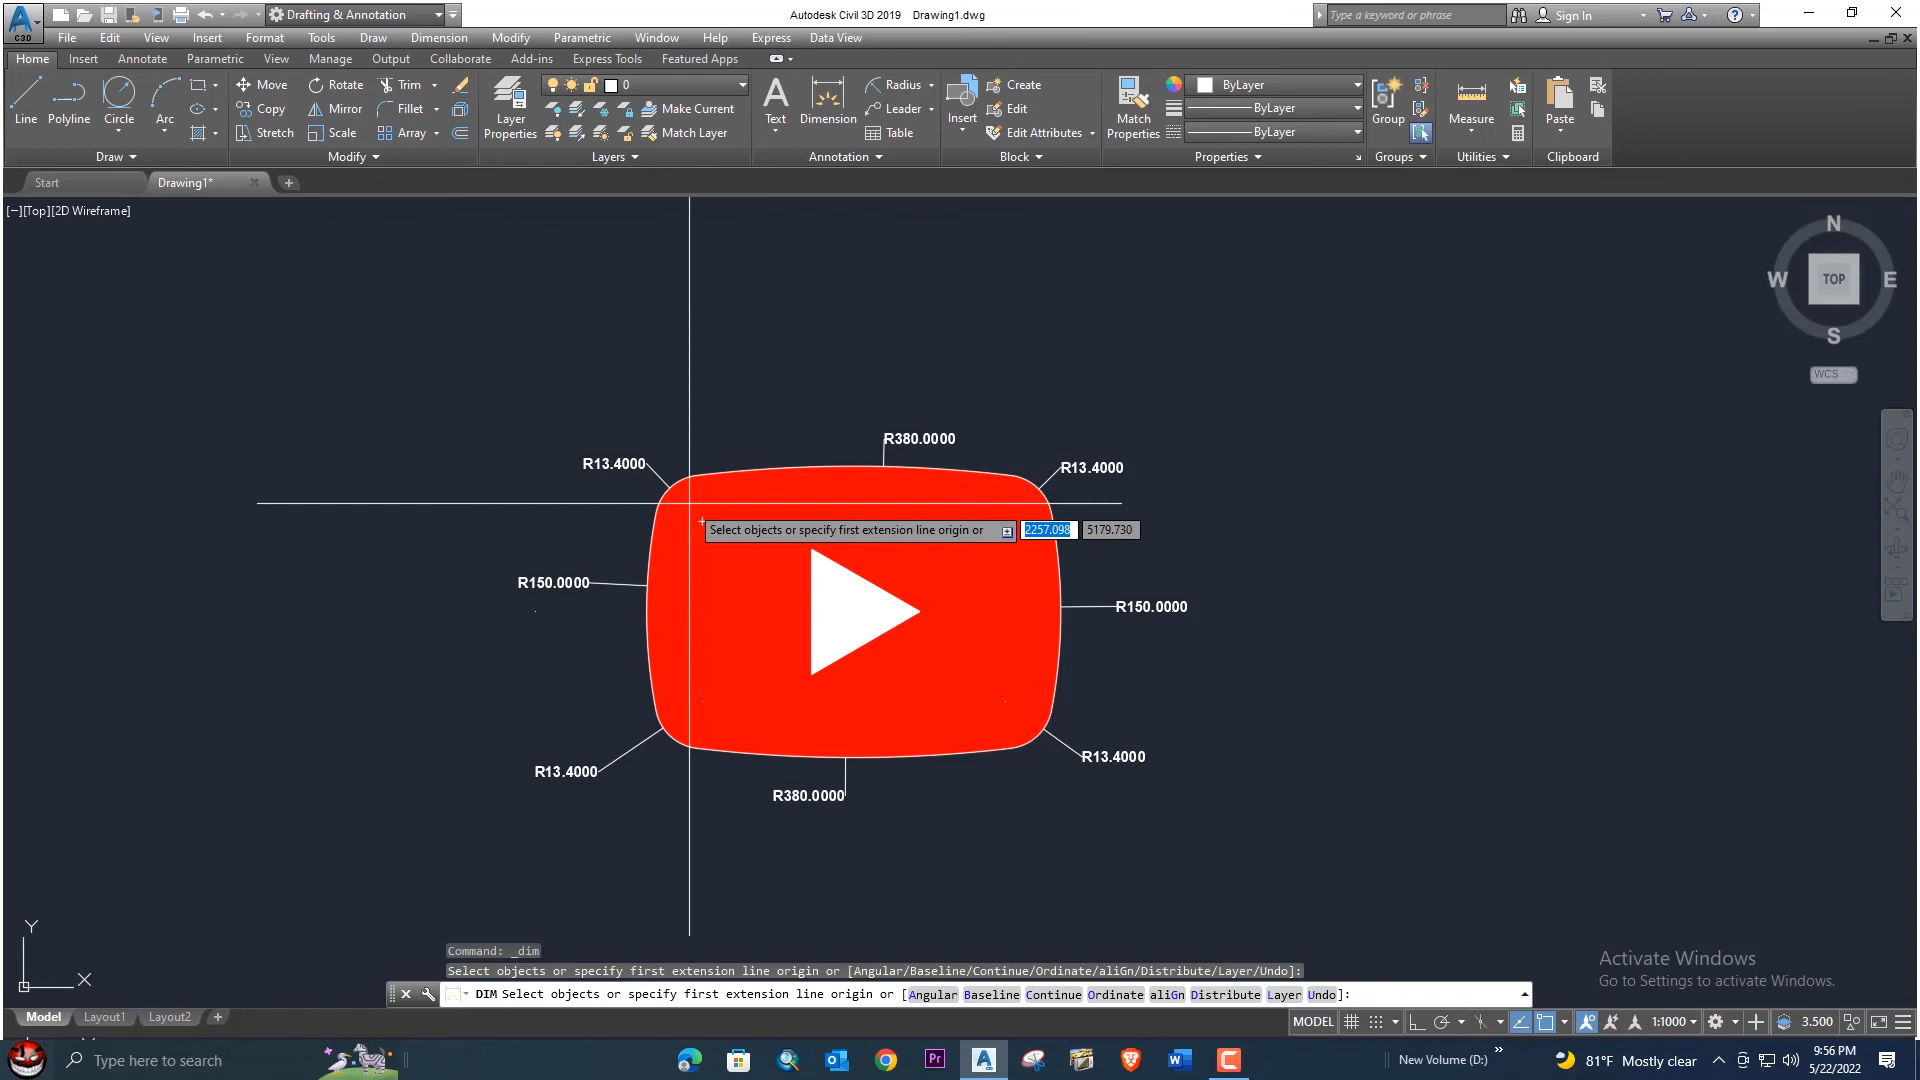 Drafting & Annotation
Autodesk Civil 3D 2019 Drawing1.dwg
Type a keyword or phrase
Sign In
C3D
File Edit View Insert Format Tools Draw Dimension Modify Parametric Window Help Express Data View
Home Insert Annotate Parametric View Manage Output Collaborate Add-ins Express Tools Featured Apps
Line Polyline Circle Arc
Move Rotate Trim
Copy Mirror Fillet
Stretch Scale Array
Layer Properties
0
Make Current
Match Layer
Text Dimension
Radius
Leader
Table
Insert
Create
Edit
Edit Attributes
Match Properties
ByLayer
ByLayer
ByLayer
Group Measure Paste
Draw Modify Layers Annotation Block Properties Groups Utilities Clipboard
Start Drawing1*
[−][Top][2D Wireframe]
N
W TOP E
S
WCS
R380.0000
R13.4000
R13.4000
Select objects or specify first extension line origin or 2257.098 5179.730
R150.0000
R150.0000
R13.4000
R13.4000
R380.0000
Y
X
Command: _dim
Select objects or specify first extension line origin or [Angular/Baseline/Continue/Ordinate/aliGn/Distribute/Layer/Undo]:
DIM Select objects or specify first extension line origin or [Angular Baseline Continue Ordinate aliGn Distribute Layer Undo]:
Activate Windows
Go to Settings to activate Windows.
Model Layout1 Layout2
MODEL 1:1000 3.500
Type here to search
Pr
New Volume (D:)
81°F Mostly clear
9:56 PM
5/22/2022